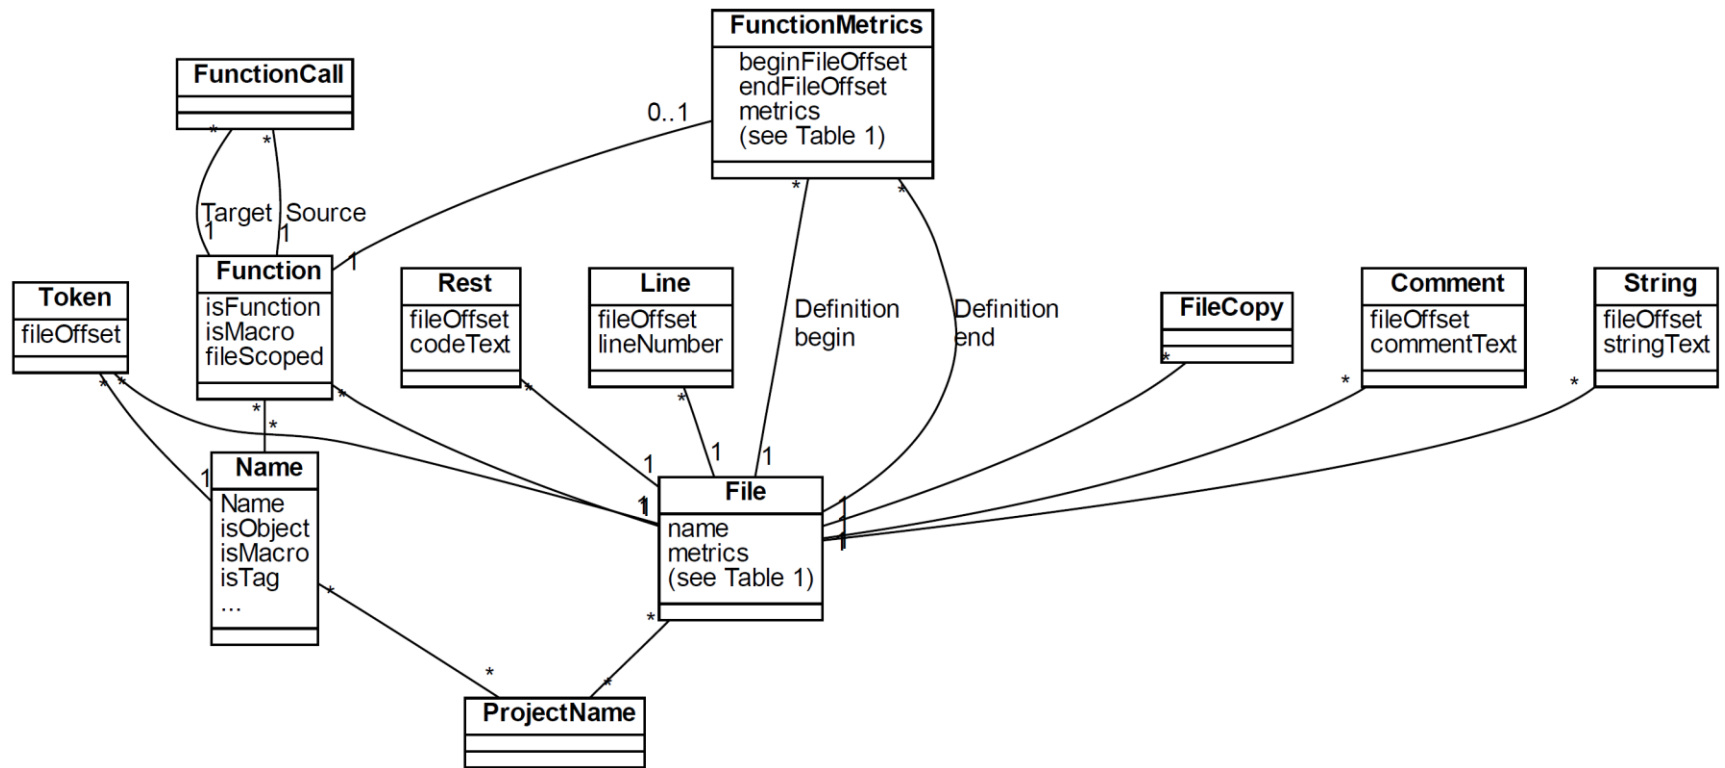 FunctionMetrics
beginFileOffset
endFileOffset
metrics
(see Table 1)
FunctionCall
0..1
*
*
*
*
Target
Source
1
1
1
Function
isFunction
isMacro
fileScoped
Token
fileOffset
Rest
fileOffset
codeText
Line
fileOffset
lineNumber
Definition
begin
Definition
end
FileCopy
Comment
fileOffset
commentText
String
fileOffset
stringText
*
*
*
*
*
*
*
*
*
*
1
1
1
1
1
1
1
1
1
1
Name
Name
isObject
isMacro
isTag
...
File
name
metrics
(see Table 1)
*
*
*
*
ProjectName